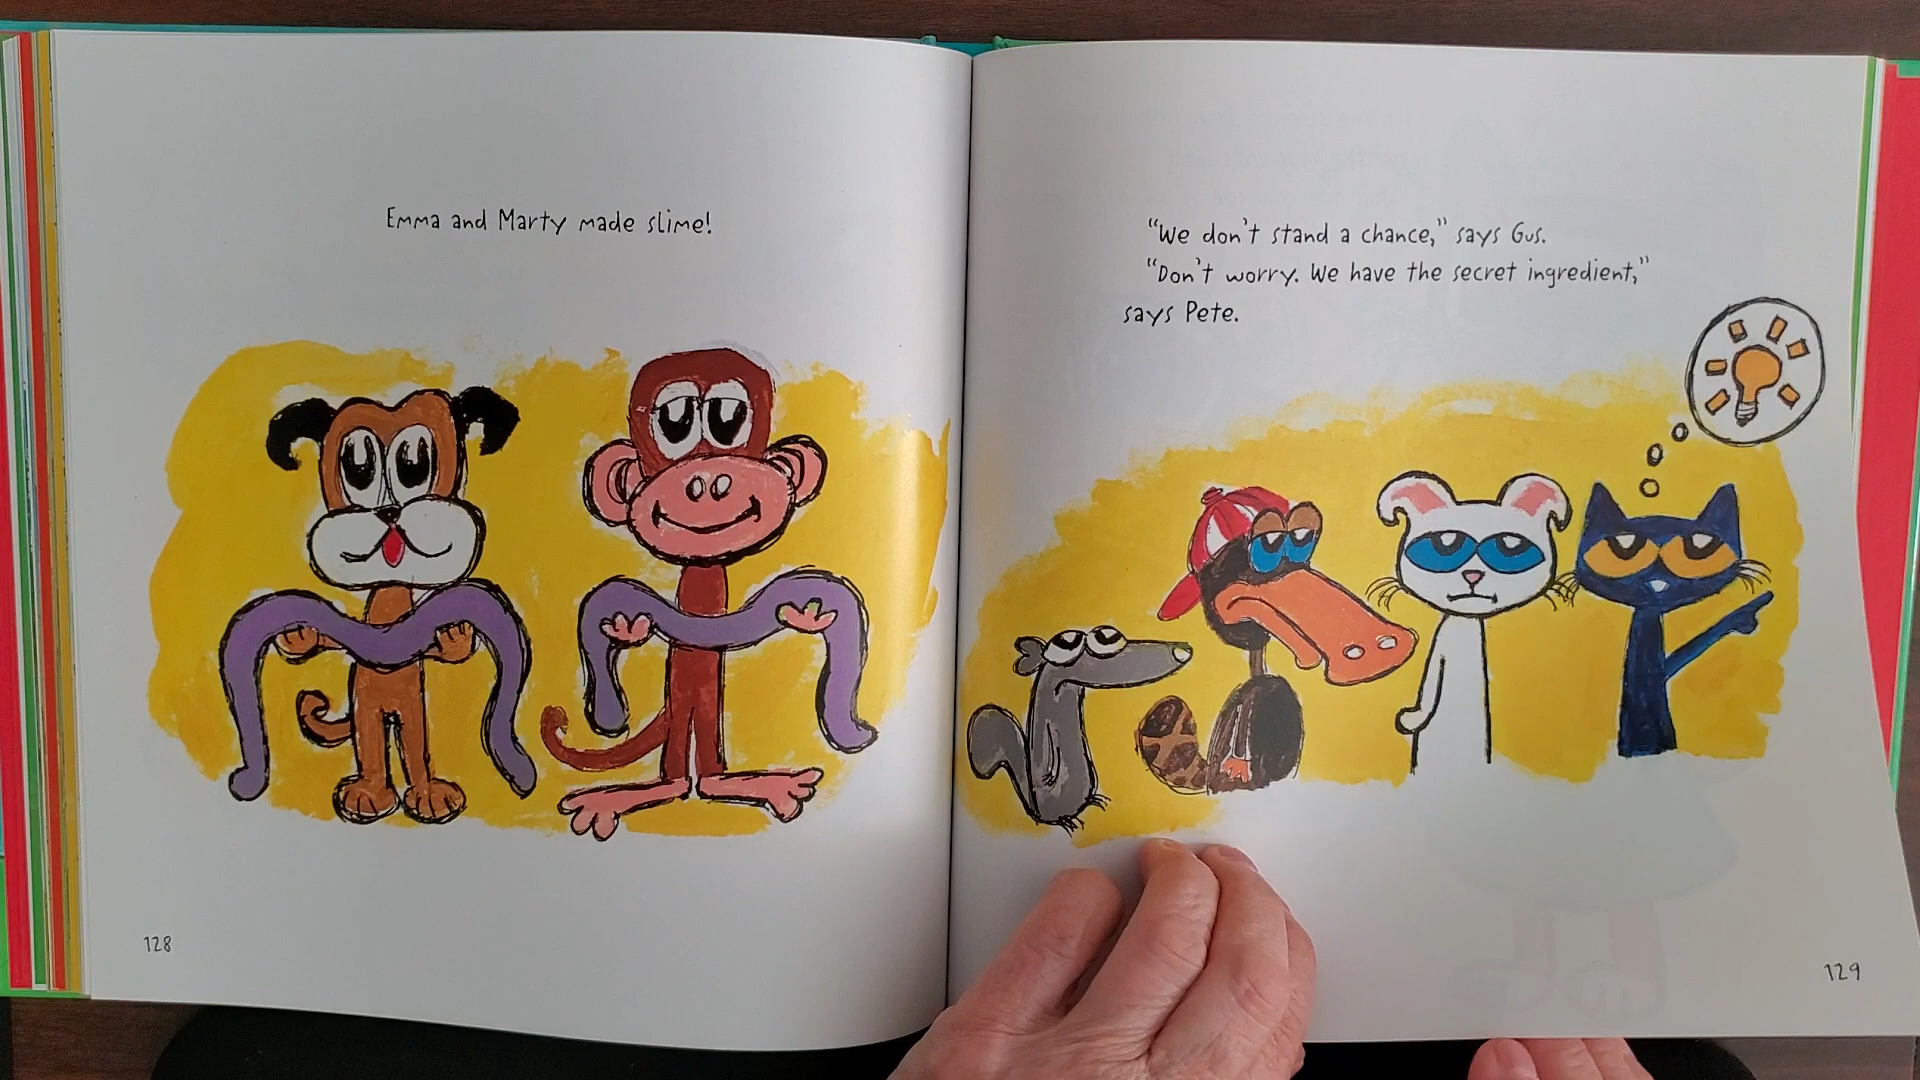 Emma and Marty made slime!
128
“We don't stand a chance,” says Gus.
“Don't worry. We have the secret ingredient,”
says Pete.
129